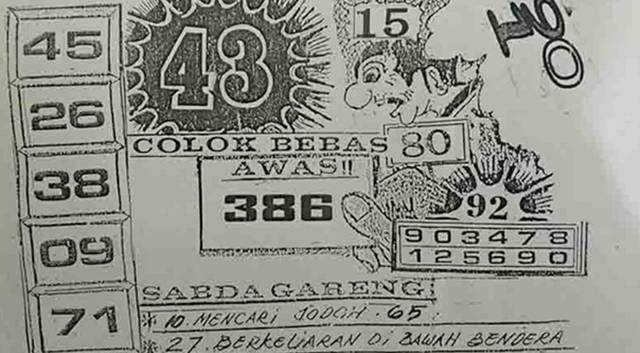 45
26
38
09
71
43
15
COLOK BEBAS
80
AWAS!!
386
92
903478
125690
SABDA GARENG:
* 10. MENCARI JODOH . 65
* 27. BERKELIARAN Di BAWAH BENDERA